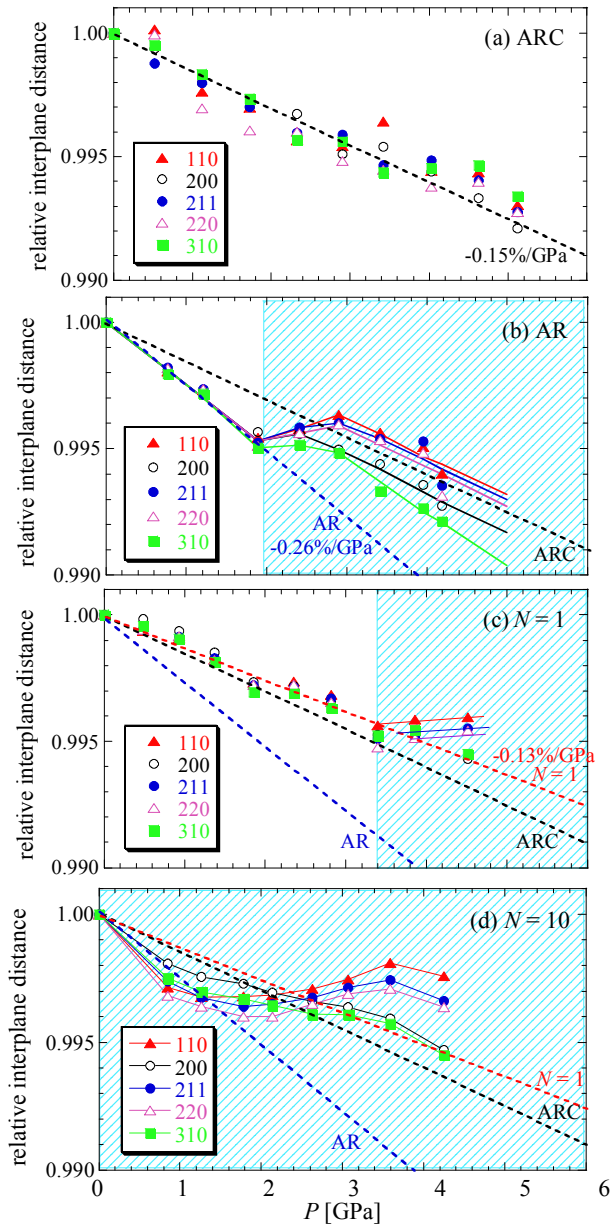 1.00
(a) ARC
0.995
110
200
211
220
310
-0.15%/GPa
0.990
relative interplane distance
1.00
(b) AR
0.995
110
200
211
220
310
AR
-0.26%/GPa
ARC
0.990
relative interplane distance
1.00
(c) N = 1
0.995
110
200
211
220
310
-0.13%/GPa
N = 1
AR
ARC
0.990
relative interplane distance
1.00
(d) N = 10
0.995
110
200
211
220
310
N = 1
ARC
AR
0.990
relative interplane distance
0 1 2 3 4 5 6
P [GPa]